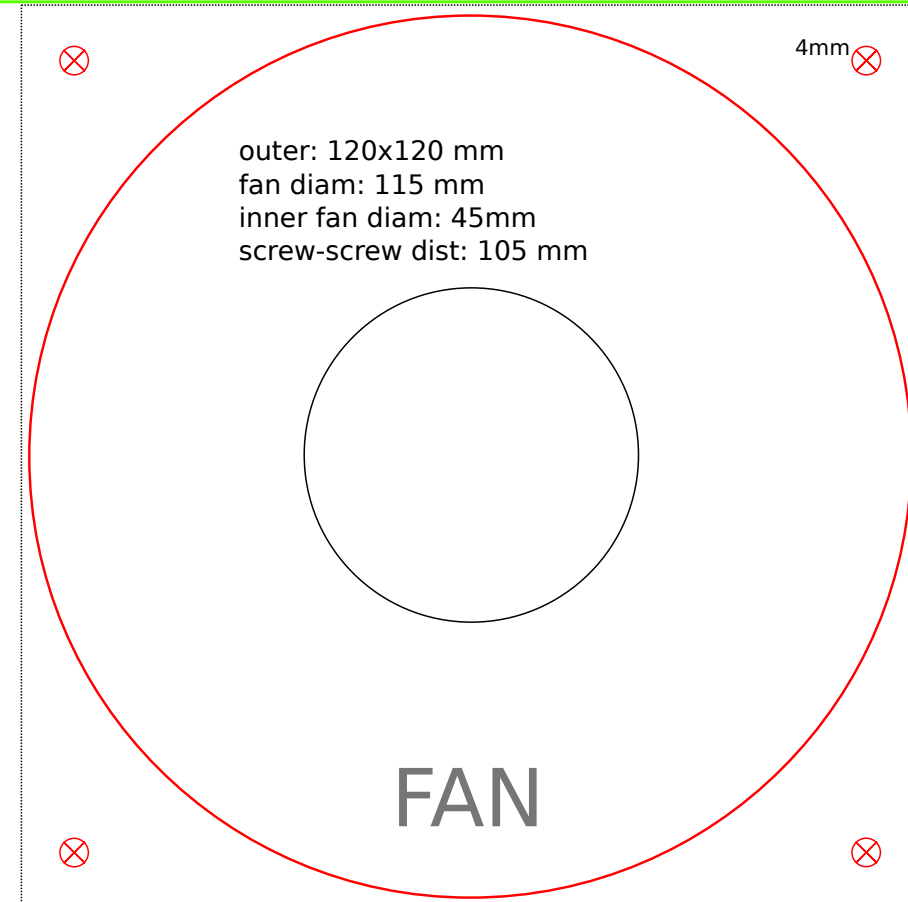 4mm
outer: 120x120 mm
fan diam: 115 mm
inner fan diam: 45mm
screw-screw dist: 105 mm
FAN